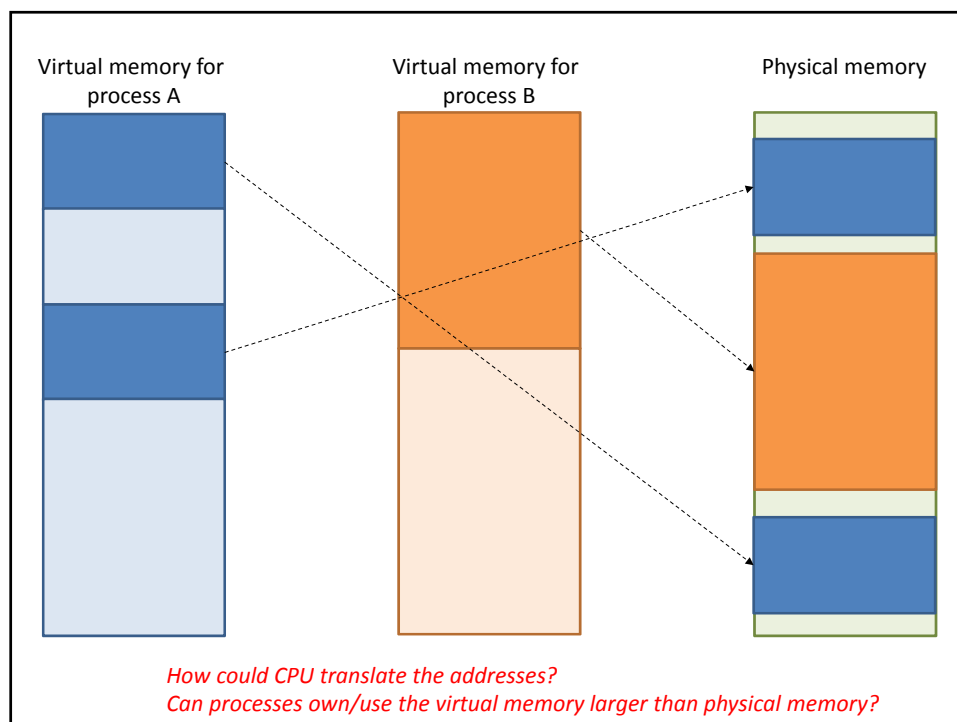 Virtual memory for
process A
Virtual memory for
process B
Physical memory
How could CPU translate the addresses?
Can processes own/use the virtual memory larger than physical memory?